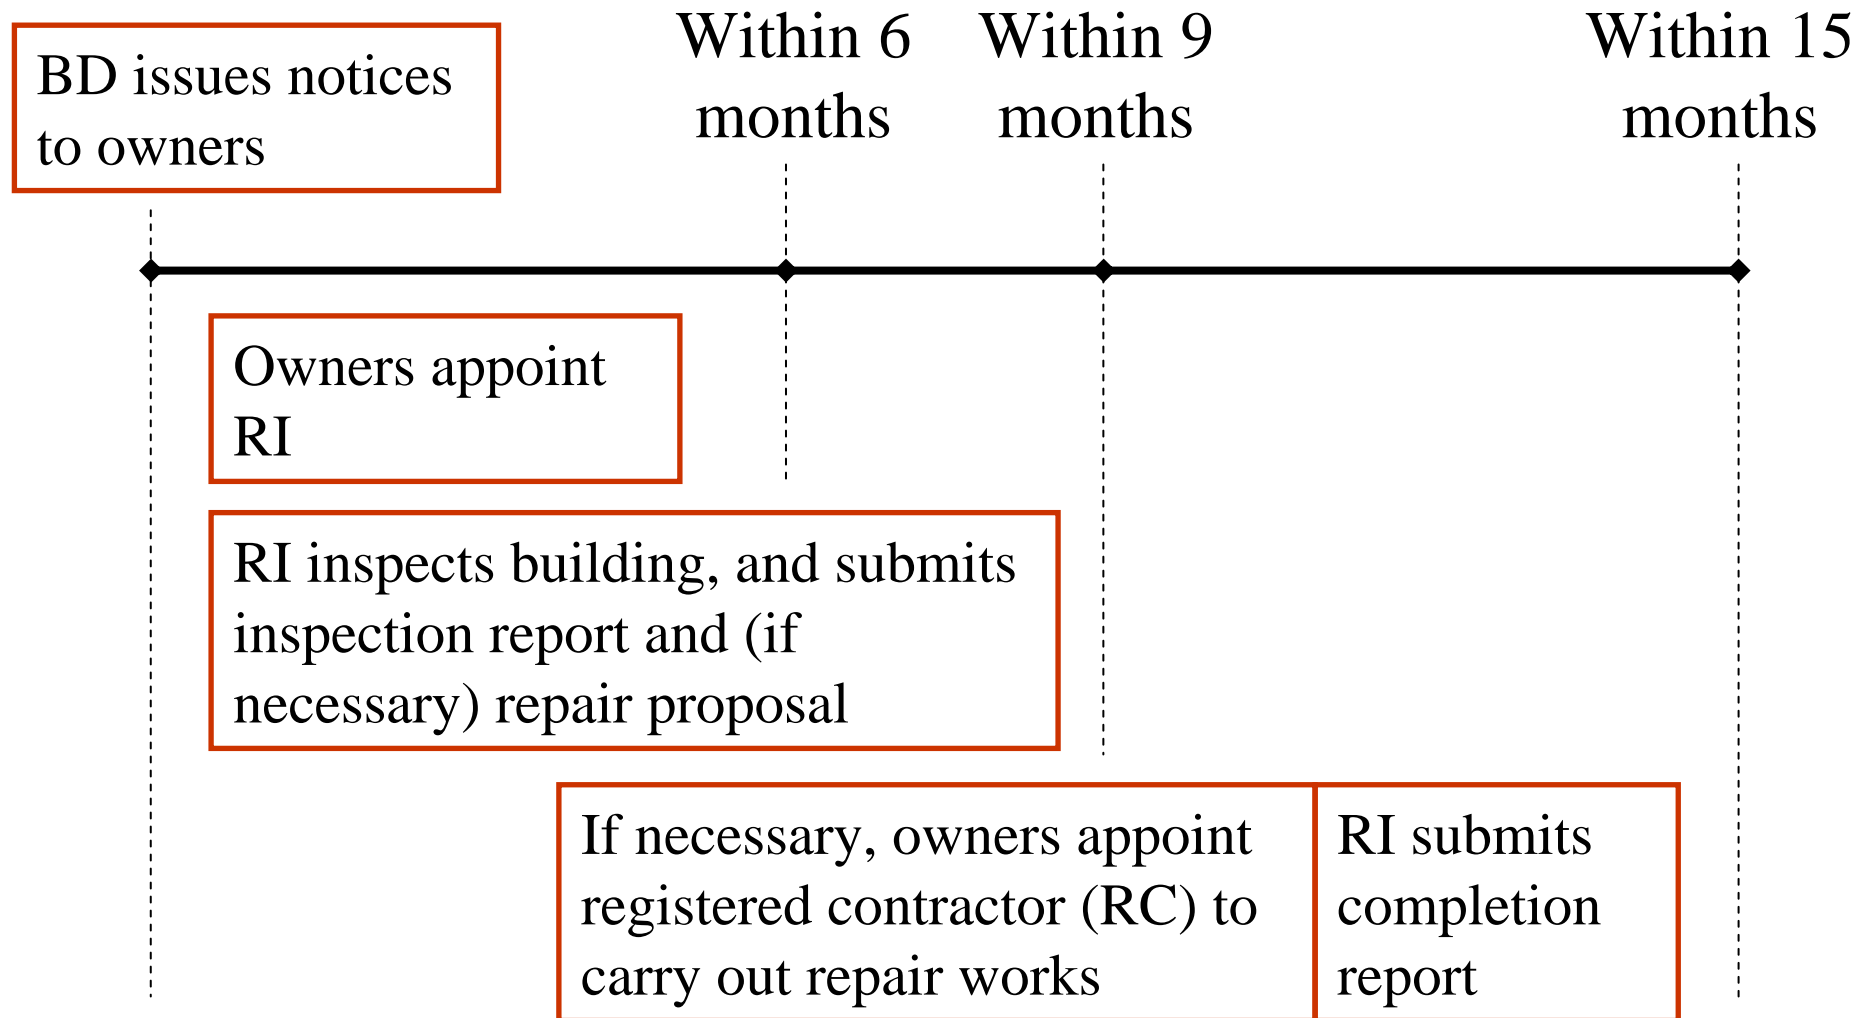 BD issues notices
to owners
Within 6
months
Within 9
months
Within 15
months
Owners appoint
RI
RI inspects building, and submits
inspection report and (if
necessary) repair proposal
If necessary, owners appoint
registered contractor (RC) to
carry out repair works
RI submits
completion
report